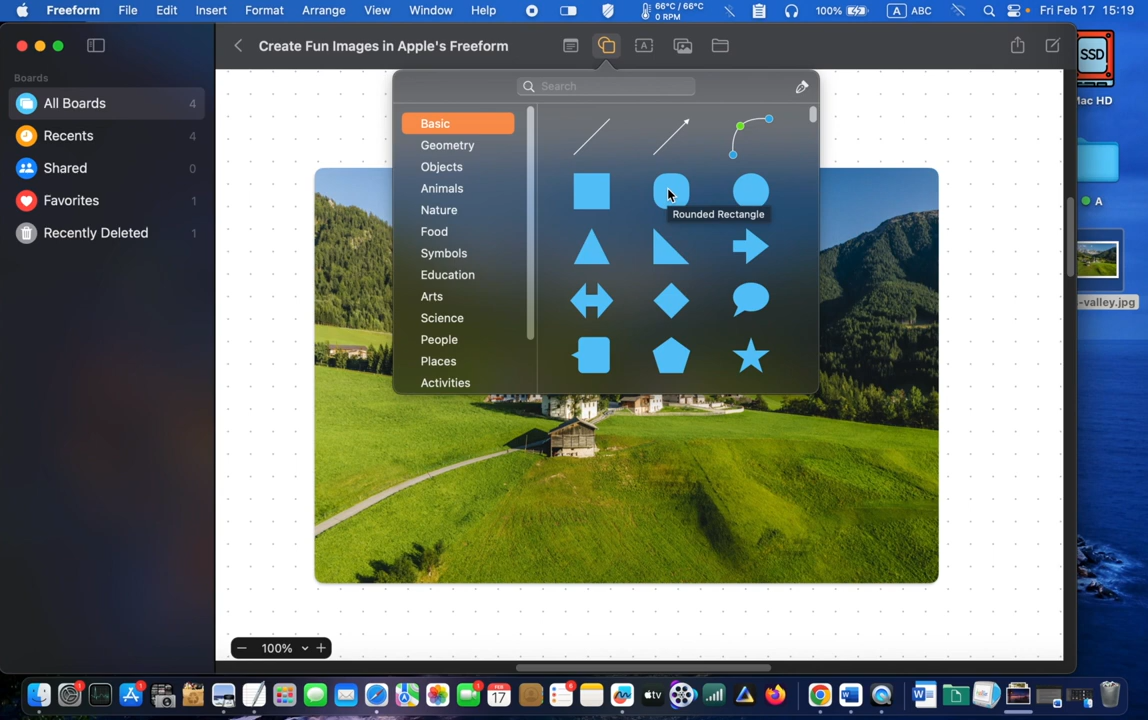 Freeform File Edit Insert Format Arrange View Window Help 66°C / 66°C 0 RPM 100% A ABC Fri Feb 17 15:19
Create Fun Images in Apple's Freeform
SSD
Mac HD
Boards
All Boards 4
Recents 4
Shared 0
Favorites 1
Recently Deleted 1
Search
Basic
Geometry
Objects
Animals
Nature
Food
Symbols
Education
Arts
Science
People
Places
Activities
Rounded Rectangle
A
-valley.jpg
100%
FEB
17
tv